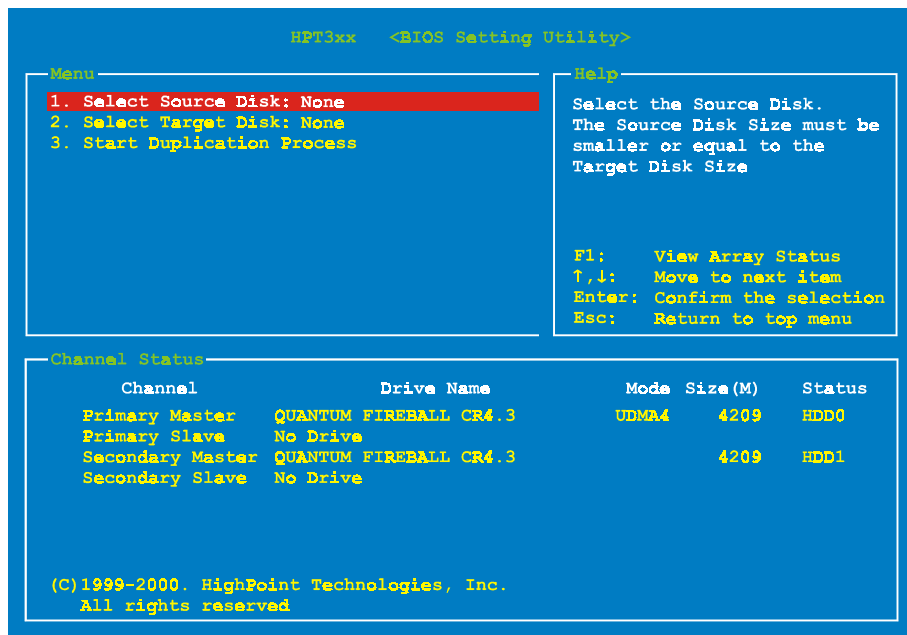 HPT3xx <BIOS Setting Utility>
Menu
1. Select Source Disk: None
2. Select Target Disk: None
3. Start Duplication Process
Help
Select the Source Disk.
The Source Disk Size must be
smaller or equal to the
Target Disk Size
F1: View Array Status
↑,↓: Move to next item
Enter: Confirm the selection
Esc: Return to top menu
Channel Status
Channel Drive Name Mode Size(M) Status
Primary Master QUANTUM FIREBALL CR4.3 UDMA4 4209 HDD0
Primary Slave No Drive
Secondary Master QUANTUM FIREBALL CR4.3 4209 HDD1
Secondary Slave No Drive
(C)1999-2000. HighPoint Technologies, Inc.
All rights reserved